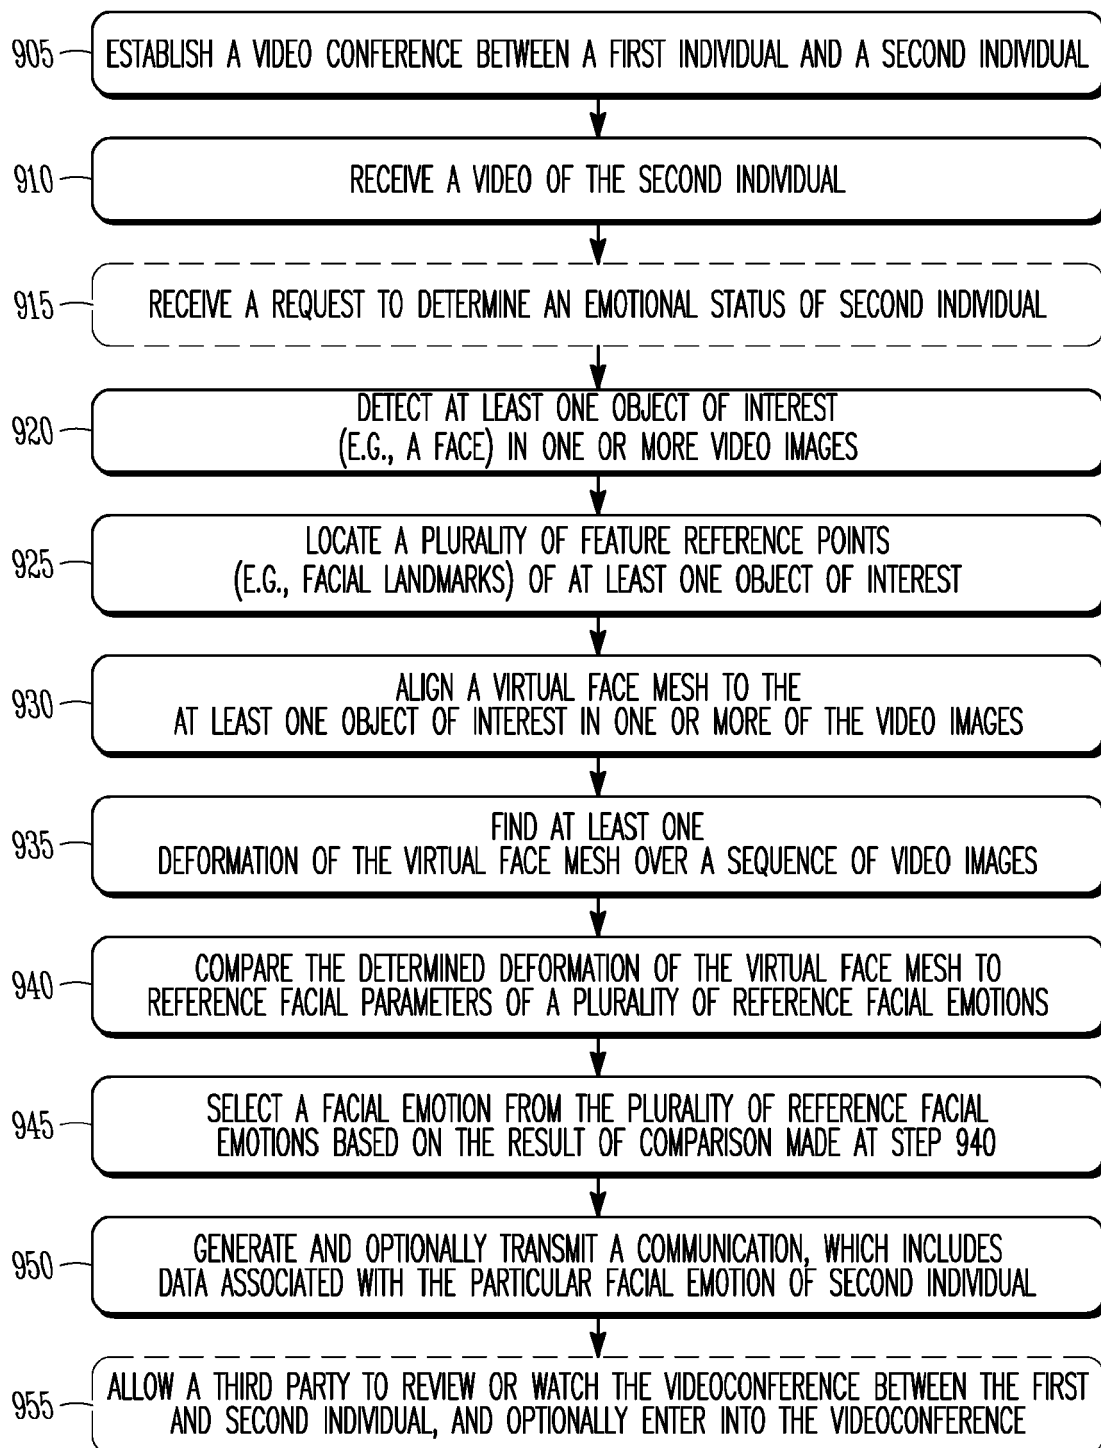 905
ESTABLISH A VIDEO CONFERENCE BETWEEN A FIRST INDIVIDUAL AND A SECOND INDIVIDUAL
910
RECEIVE A VIDEO OF THE SECOND INDIVIDUAL
915
RECEIVE A REQUEST TO DETERMINE AN EMOTIONAL STATUS OF SECOND INDIVIDUAL
920
DETECT AT LEAST ONE OBJECT OF INTEREST
(E.G., A FACE) IN ONE OR MORE VIDEO IMAGES
925
LOCATE A PLURALITY OF FEATURE REFERENCE POINTS
(E.G., FACIAL LANDMARKS) OF AT LEAST ONE OBJECT OF INTEREST
930
ALIGN A VIRTUAL FACE MESH TO THE
AT LEAST ONE OBJECT OF INTEREST IN ONE OR MORE OF THE VIDEO IMAGES
935
FIND AT LEAST ONE
DEFORMATION OF THE VIRTUAL FACE MESH OVER A SEQUENCE OF VIDEO IMAGES
940
COMPARE THE DETERMINED DEFORMATION OF THE VIRTUAL FACE MESH TO
REFERENCE FACIAL PARAMETERS OF A PLURALITY OF REFERENCE FACIAL EMOTIONS
945
SELECT A FACIAL EMOTION FROM THE PLURALITY OF REFERENCE FACIAL
EMOTIONS BASED ON THE RESULT OF COMPARISON MADE AT STEP 940
950
GENERATE AND OPTIONALLY TRANSMIT A COMMUNICATION, WHICH INCLUDES
DATA ASSOCIATED WITH THE PARTICULAR FACIAL EMOTION OF SECOND INDIVIDUAL
955
ALLOW A THIRD PARTY TO REVIEW OR WATCH THE VIDEOCONFERENCE BETWEEN THE FIRST
AND SECOND INDIVIDUAL, AND OPTIONALLY ENTER INTO THE VIDEOCONFERENCE